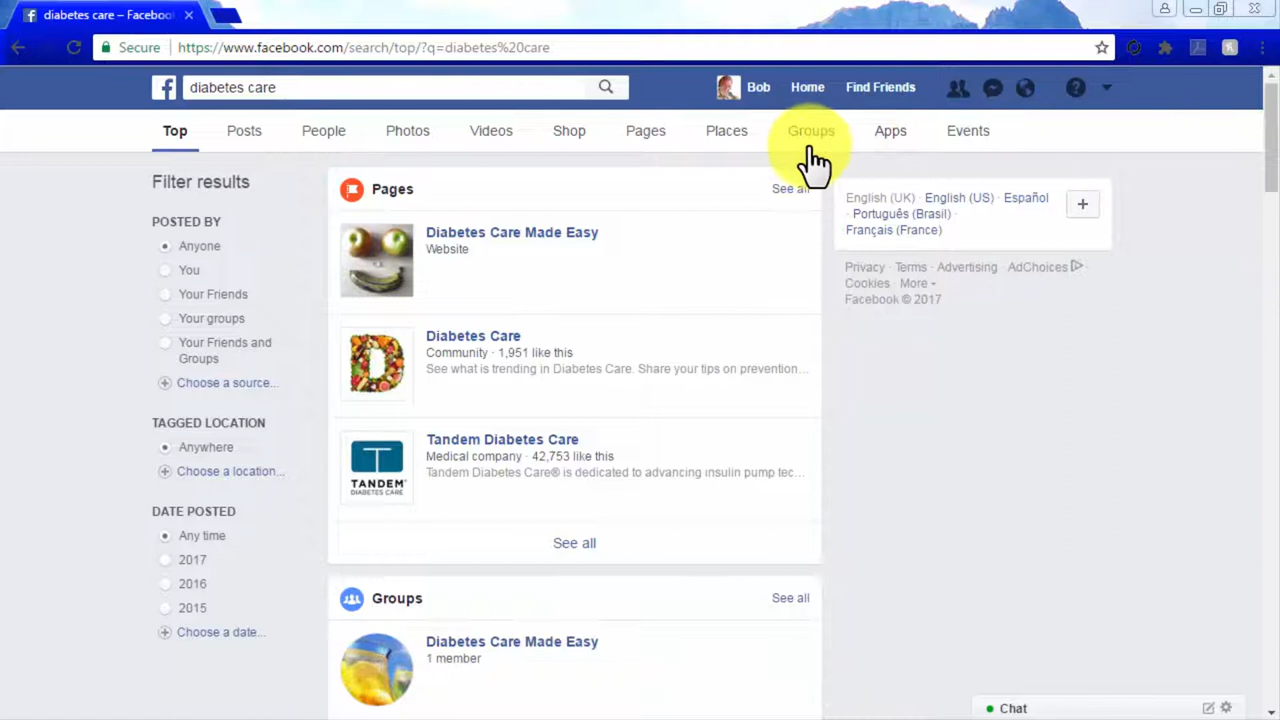 diabetes care – Faceboo
Secure https://www.facebook.com/search/top/?q=diabetes%20care
diabetes care
Bob Home Find Friends
Top Posts People Photos Videos Shop Pages Places Groups Apps Events
Filter results
POSTED BY
Anyone
You
Your Friends
Your groups
Your Friends and
Groups
Choose a source...
TAGGED LOCATION
Anywhere
Choose a location...
DATE POSTED
Any time
2017
2016
2015
Choose a date...
Pages See all
Diabetes Care Made Easy
Website
Diabetes Care
Community · 1,951 like this
See what is trending in Diabetes Care. Share your tips on prevention...
TANDEM
DIABETES CARE
Tandem Diabetes Care
Medical company · 42,753 like this
Tandem Diabetes Care® is dedicated to advancing insulin pump tec...
See all
Groups See all
Diabetes Care Made Easy
1 member
English (UK) · English (US) · Español
· Português (Brasil) ·
Français (France)
Privacy · Terms · Advertising · AdChoices ·
Cookies · More
Facebook © 2017
Chat